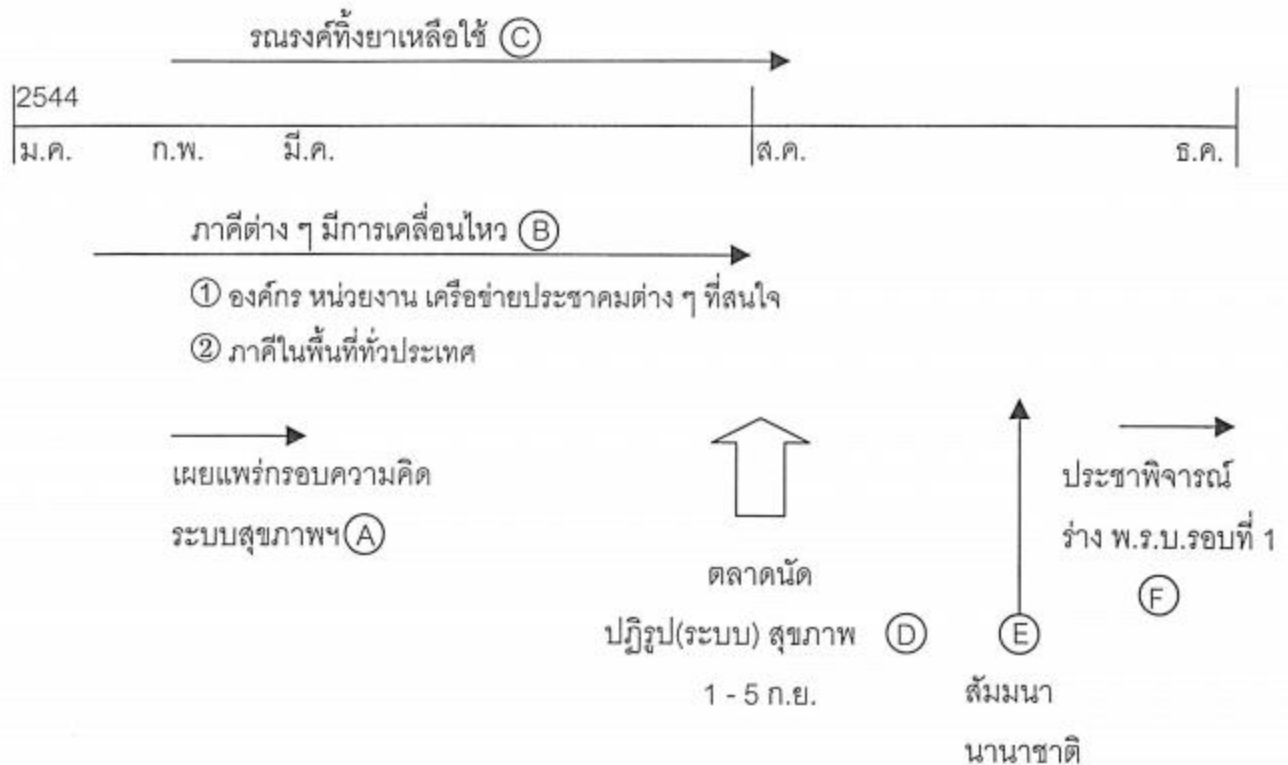 รณรงค์ทิ้งยาเหลือใช้ Ⓒ
2544
ม.ค. ก.พ. มี.ค. ส.ค. ธ.ค.
ภาคีต่าง ๆ มีการเคลื่อนไหว Ⓑ
① องค์กร หน่วยงาน เครือข่ายประชาคมต่าง ๆ ที่สนใจ
② ภาคีในพื้นที่ทั่วประเทศ
เผยแพร่กรอบความคิด
ระบบสุขภาพฯ Ⓐ
ตลาดนัด
ปฏิรูป(ระบบ) สุขภาพ Ⓓ
1 - 5 ก.ย.
Ⓔ
สัมมนา
นานาชาติ
ประชาพิจารณ์
ร่าง พ.ร.บ.รอบที่ 1
Ⓕ